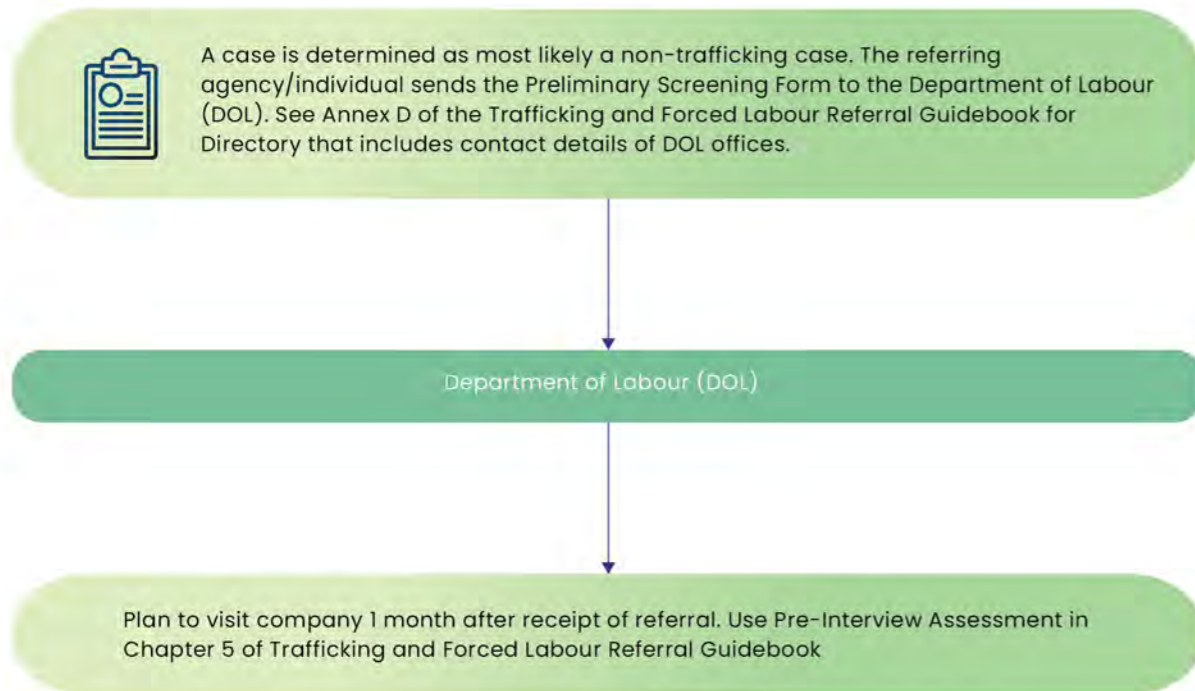 A case is determined as most likely a non-trafficking case. The referring
agency/individual sends the Preliminary Screening Form to the Department of Labour
(DOL). See Annex D of the Trafficking and Forced Labour Referral Guidebook for
Directory that includes contact details of DOL offices.
Department of Labour (DOL)
Plan to visit company 1 month after receipt of referral. Use Pre-Interview Assessment in
Chapter 5 of Trafficking and Forced Labour Referral Guidebook